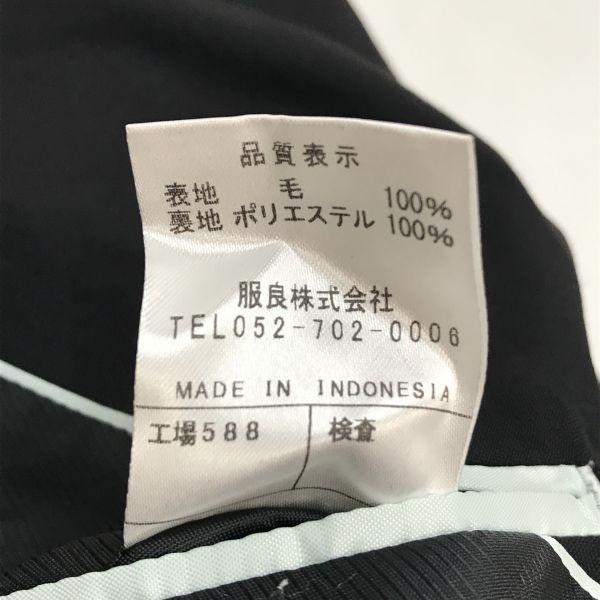 品質表示
表地 毛 100%
裏地 ポリエステル 100%
服良株式会社
TEL052-702-0006
MADE IN INDONESIA
工場588 検査